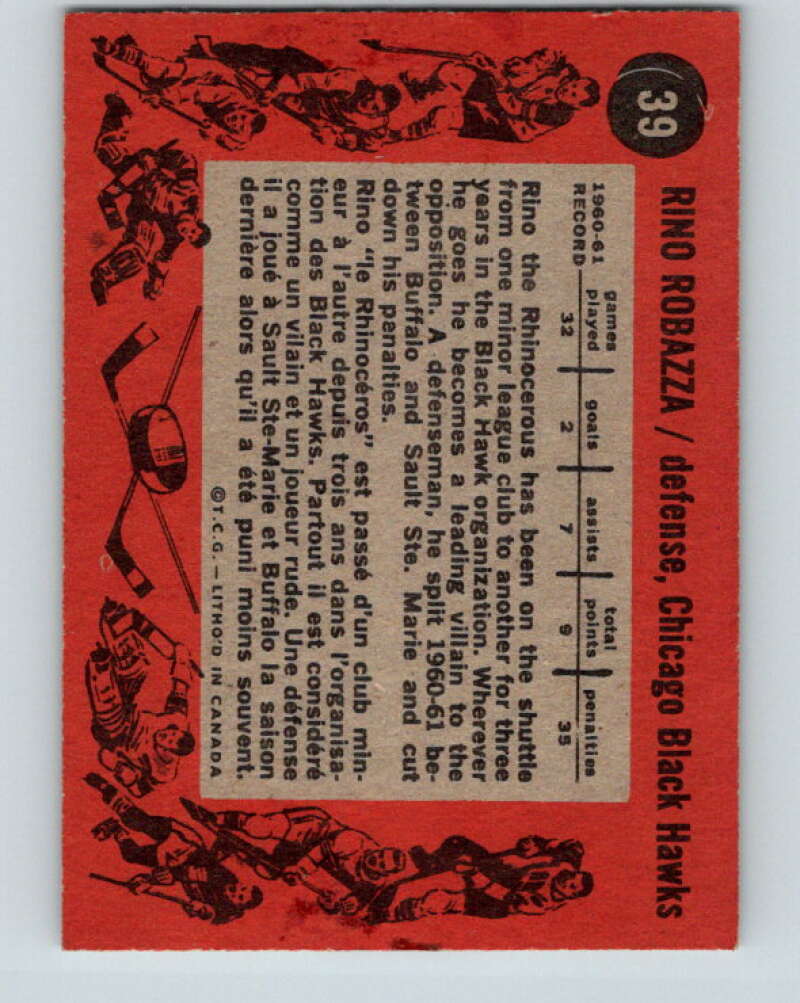 39
RINO ROBAZZA / defense, Chicago Black Hawks
games total
played goals assists points penalties
1960-61
RECORD 32 2 7 9 35
Rino the Rhinocerous has been on the shuttle
from one minor league club to another for three
years in the Black Hawk organization. Wherever
he goes he becomes a leading villain to the
opposition. A defenseman, he split 1960-61 be-
tween Buffalo and Sault Ste. Marie and cut
down his penalties.
Rino "le Rhinocéros" est passé d'un club min-
eur à l'autre depuis trois ans dans l'organisa-
tion des Black Hawks. Partout il est considéré
comme un vilain et un joueur rude. Une défense
il a joué à Sault Ste-Marie et Buffalo la saison
dernière alors qu'il a été puni moins souvent.
©T.C.G. — LITHO'D IN CANADA